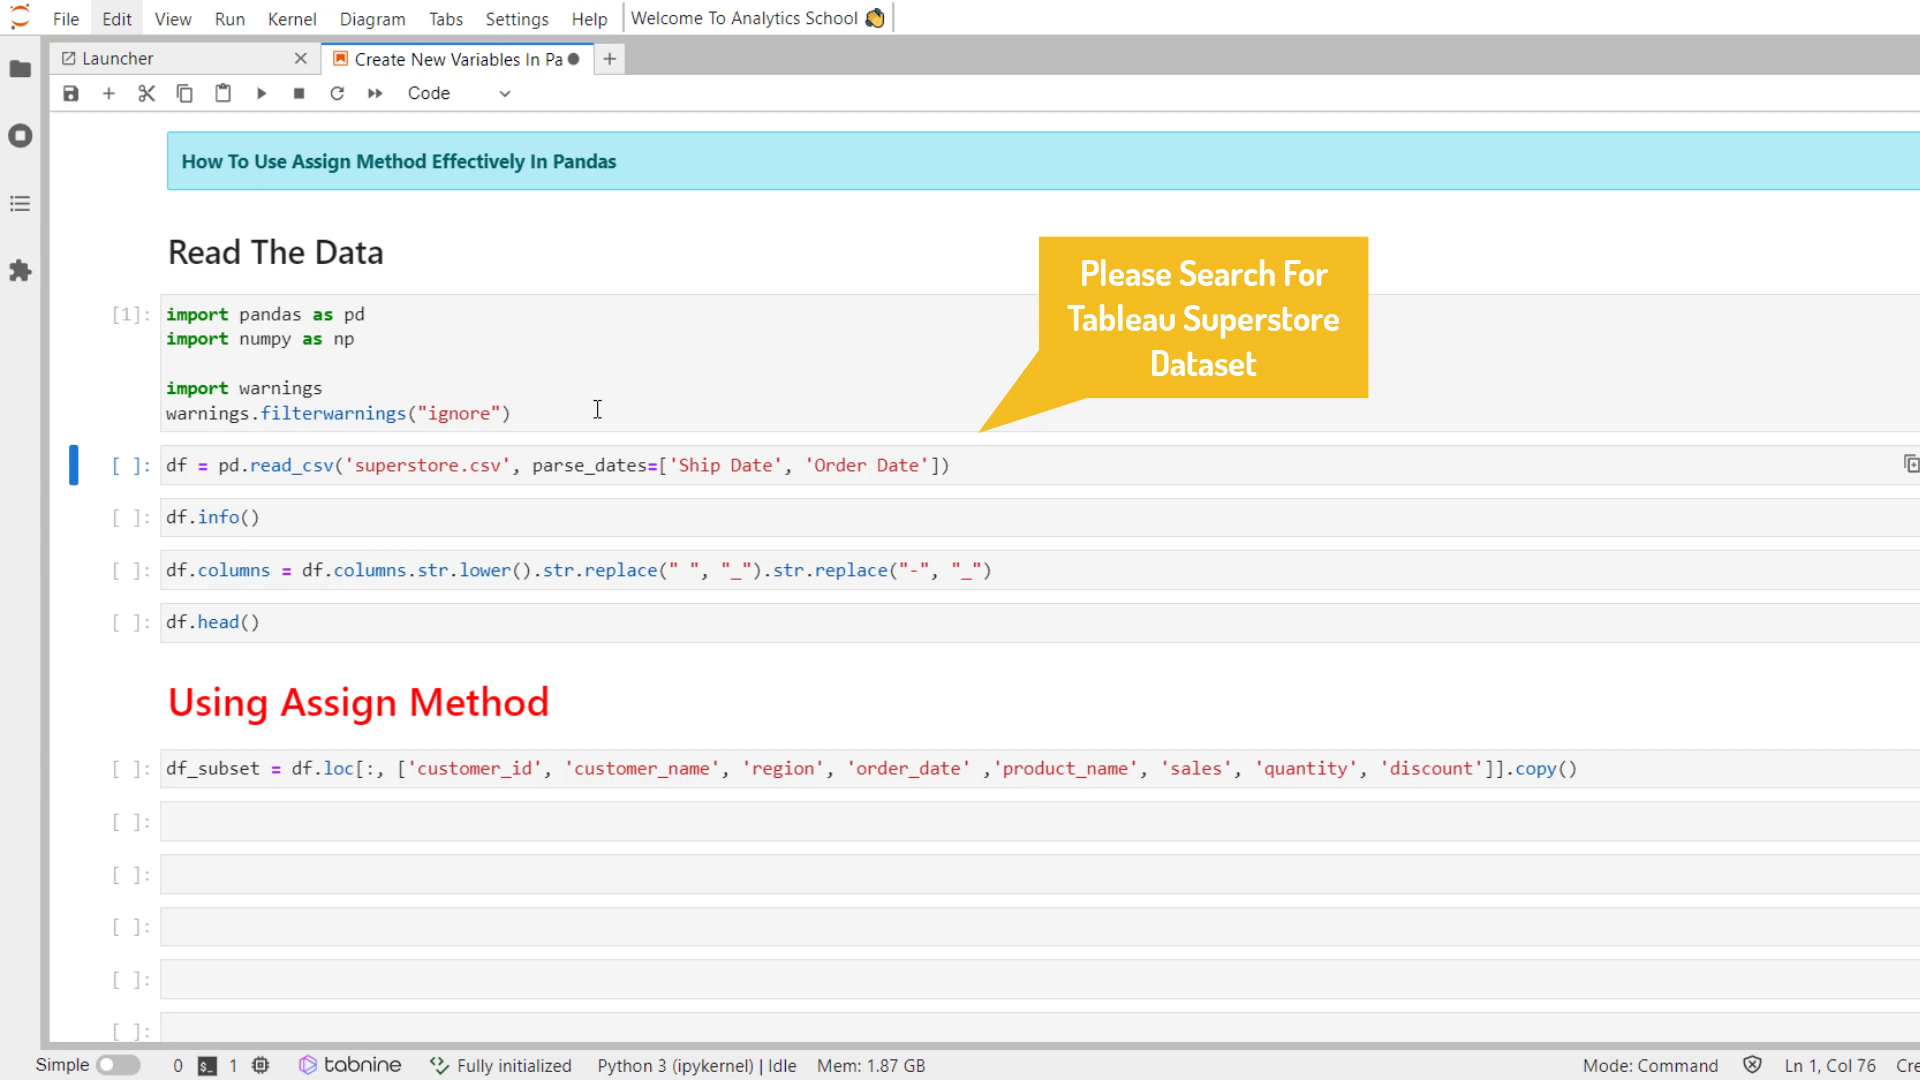 File Edit View Run Kernel Diagram Tabs Settings Help Welcome To Analytics School 👋
Launcher Create New Variables In Pa
Code
How To Use Assign Method Effectively In Pandas
Read The Data
Please Search For
Tableau Superstore
Dataset
[1]: import pandas as pd
import numpy as np
import warnings
warnings.filterwarnings("ignore")
[ ]: df = pd.read_csv('superstore.csv', parse_dates=['Ship Date', 'Order Date'])
[ ]: df.info()
[ ]: df.columns = df.columns.str.lower().str.replace(" ", "_").str.replace("-", "_")
[ ]: df.head()
Using Assign Method
[ ]: df_subset = df.loc[:, ['customer_id', 'customer_name', 'region', 'order_date' ,'product_name', 'sales', 'quantity', 'discount']].copy()
[ ]:
[ ]:
[ ]:
[ ]:
[ ]:
Simple 0 $_ 1 tabnine Fully initialized Python 3 (ipykernel) | Idle Mem: 1.87 GB Mode: Command Ln 1, Col 76 Cre